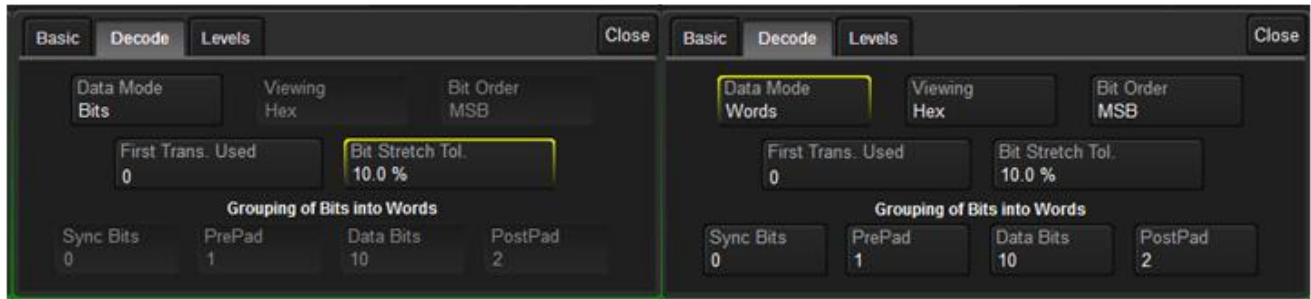 Basic Decode Levels Close
Data Mode Viewing Bit Order
Bits Hex MSB
First Trans. Used Bit Stretch Tol.
0 10.0 %
Grouping of Bits into Words
Sync Bits PrePad Data Bits PostPad
0 1 10 2
Basic Decode Levels Close
Data Mode Viewing Bit Order
Words Hex MSB
First Trans. Used Bit Stretch Tol.
0 10.0 %
Grouping of Bits into Words
Sync Bits PrePad Data Bits PostPad
0 1 10 2